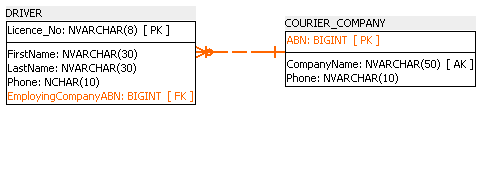 DRIVER
Licence_No: NVARCHAR(8) [ PK ]
FirstName: NVARCHAR(30)
LastName: NVARCHAR(30)
Phone: NCHAR(10)
EmployingCompanyABN: BIGINT [ FK ]
COURIER_COMPANY
ABN: BIGINT [ PK ]
CompanyName: NVARCHAR(50) [ AK ]
Phone: NVARCHAR(10)